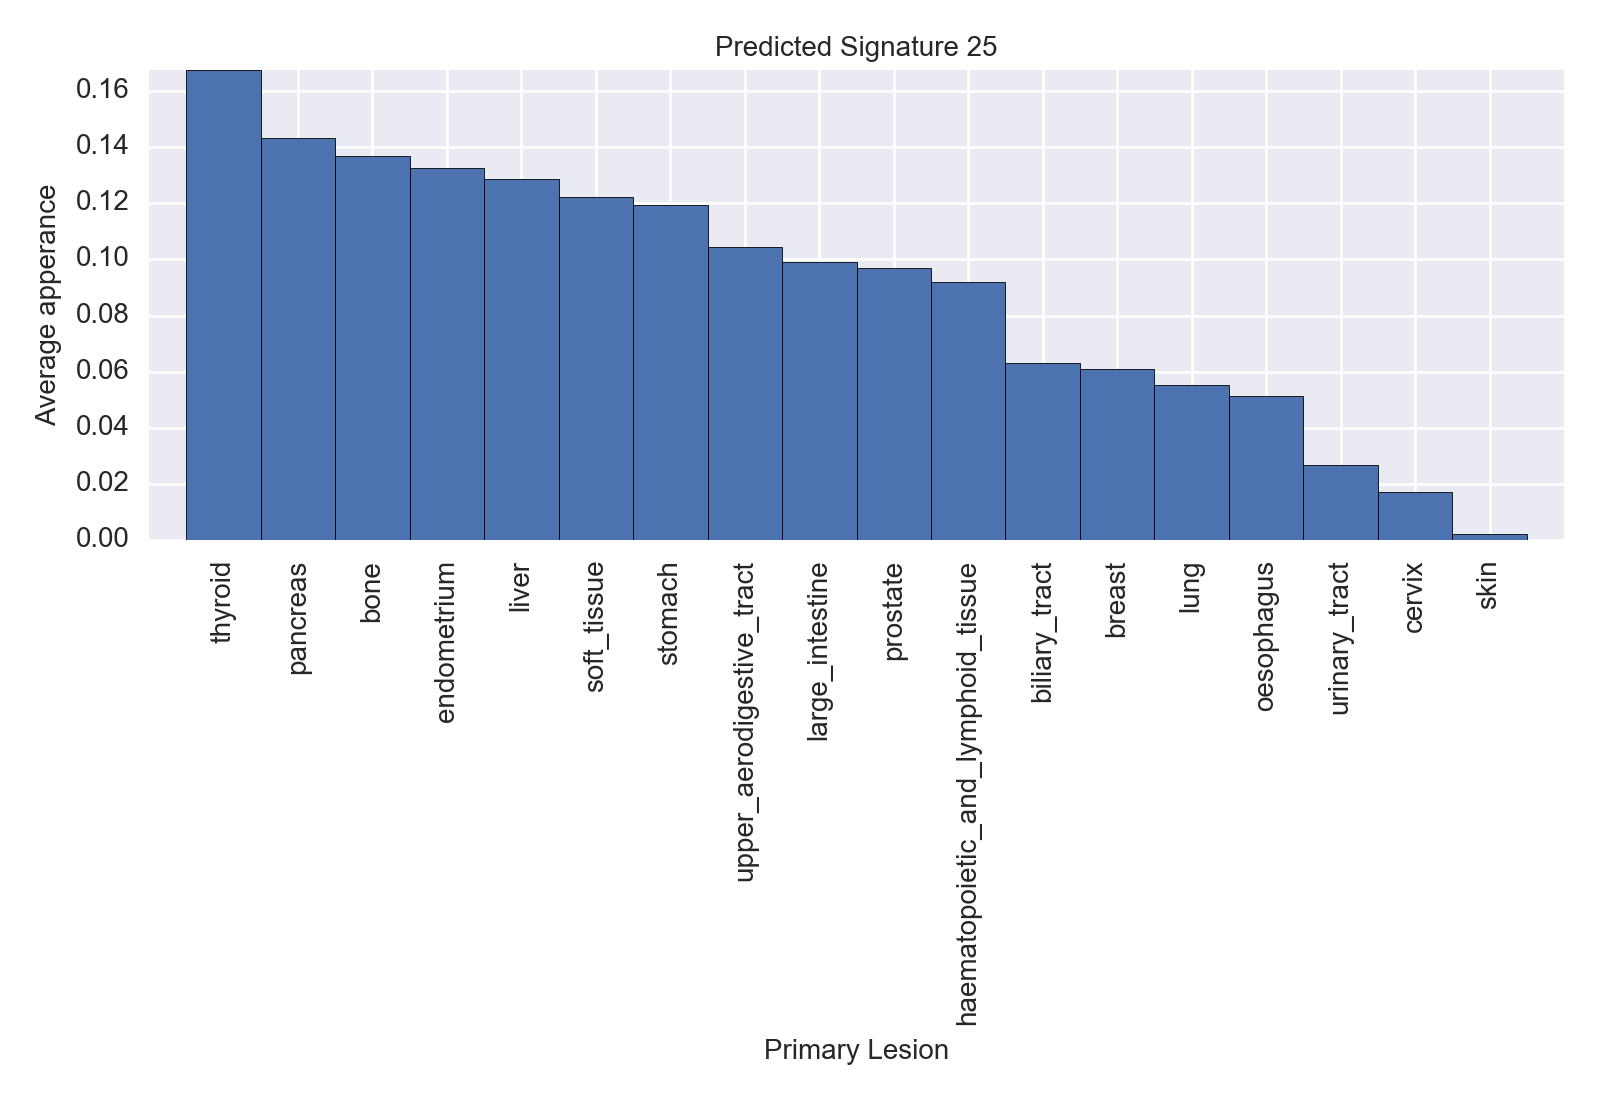 Predicted Signature 25
Average apperance
0.16
0.14
0.12
0.10
0.08
0.06
0.04
0.02
0.00
thyroid
pancreas
bone
endometrium
liver
soft_tissue
stomach
upper_aerodigestive_tract
large_intestine
prostate
haematopoietic_and_lymphoid_tissue
biliary_tract
breast
lung
oesophagus
urinary_tract
cervix
skin
Primary Lesion